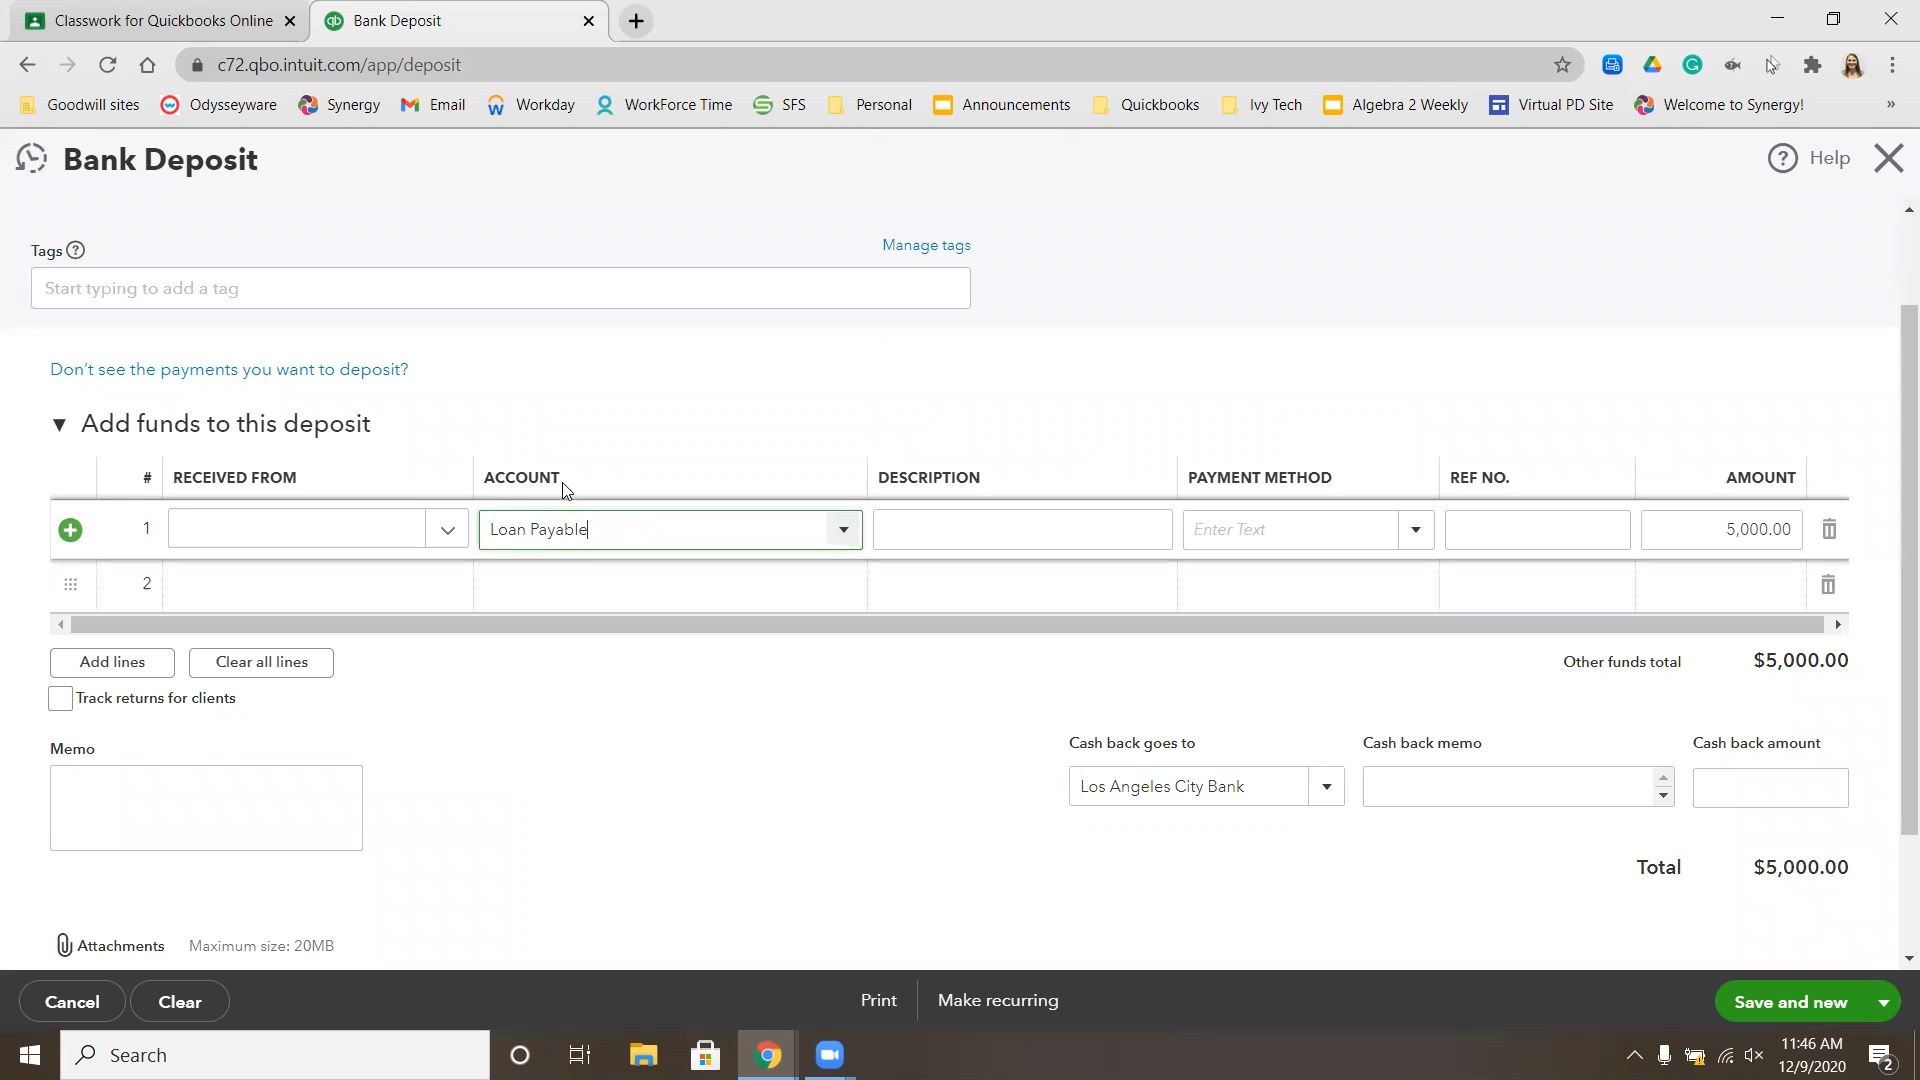 Classwork for Quickbooks Online
Bank Deposit
c72.qbo.intuit.com/app/deposit
Goodwill sites
Odysseyware
Synergy
Email
Workday
WorkForce Time
SFS
Personal
Announcements
Quickbooks
Ivy Tech
Algebra 2 Weekly
Virtual PD Site
Welcome to Synergy!
»
Bank Deposit
? Help
Tags ?
Manage tags
Start typing to add a tag
Don't see the payments you want to deposit?
Add funds to this deposit
# RECEIVED FROM ACCOUNT DESCRIPTION PAYMENT METHOD REF NO. AMOUNT
1 Loan Payable Enter Text 5,000.00
2
Add lines
Clear all lines
Other funds total $5,000.00
Track returns for clients
Memo
Cash back goes to
Cash back memo
Cash back amount
Los Angeles City Bank
Total $5,000.00
Attachments Maximum size: 20MB
Cancel
Clear
Print
Make recurring
Save and new
Search
11:46 AM
12/9/2020
2